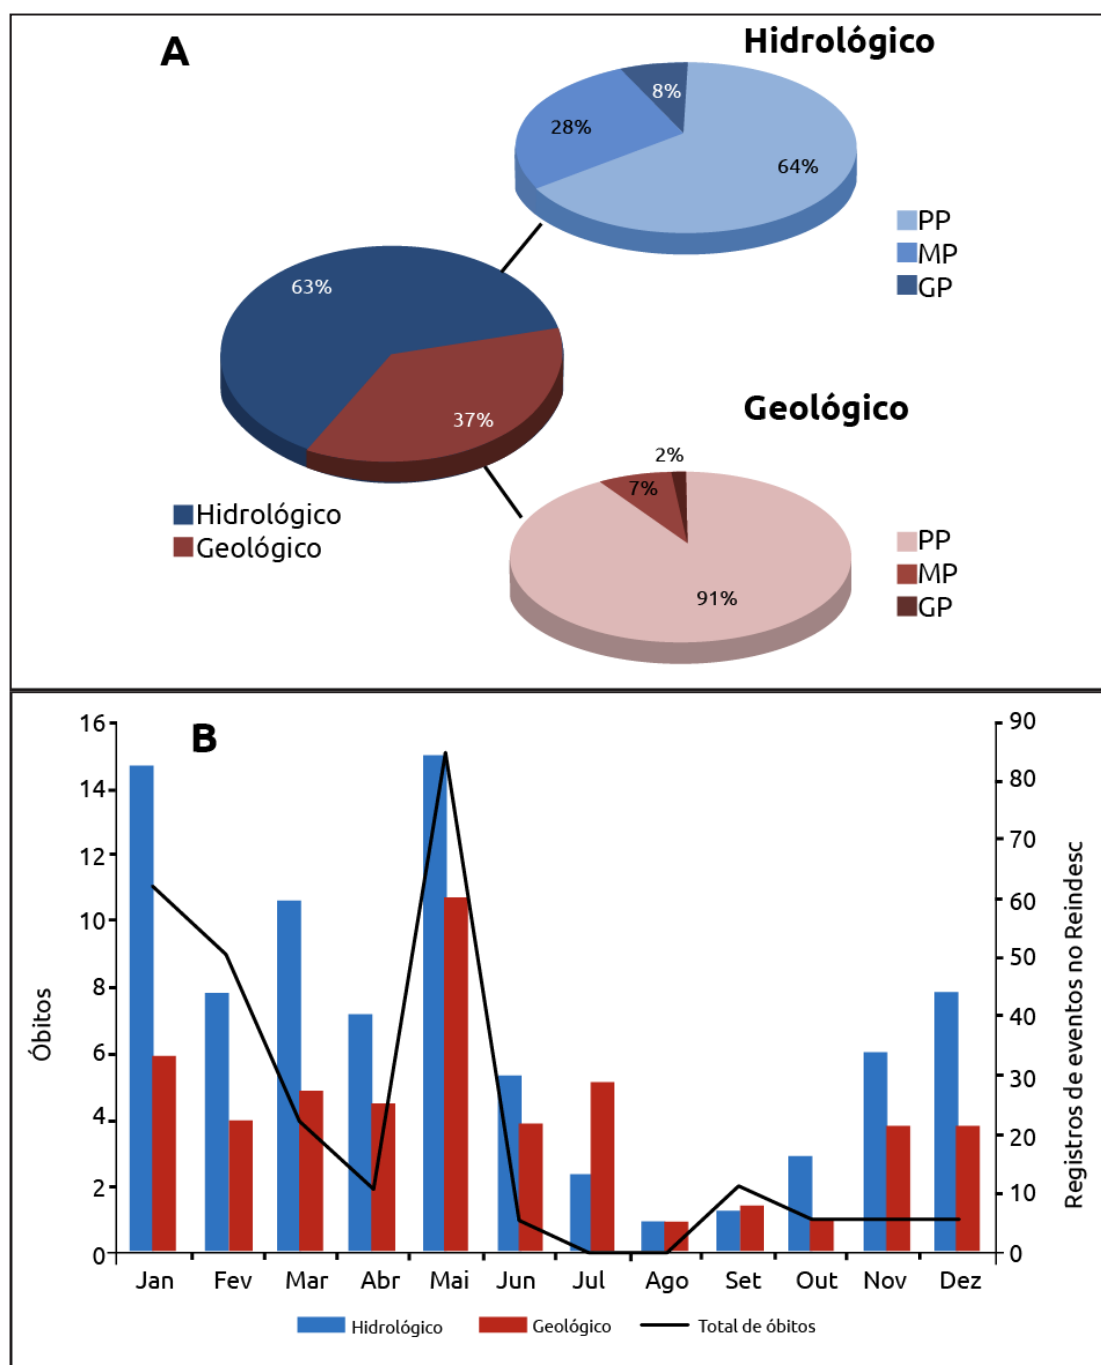 A
Hidrológico
8%
28%
64%
PP
MP
GP
63%
37%
Hidrológico
Geológico
Geológico
2%
7%
91%
PP
MP
GP
B
16
14
12
10
8
6
4
2
0
Óbitos
90
80
70
60
50
40
30
20
10
0
Registros de eventos no Reindesc
Jan Fev Mar Abr Mai Jun Jul Ago Set Out Nov Dez
Hidrológico Geológico Total de óbitos